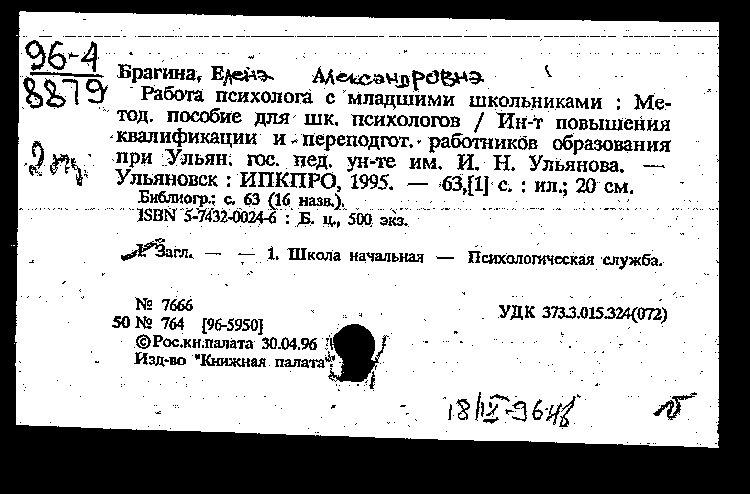 96-4
8879
Брагина, Елена Александровна
Работа психолога с младшими школьниками : Ме-
тод. пособие для шк. психологов / Ин-т повышения
квалификации и переподгот. работников образования
при Ульян. гос. пед. ун-те им. И. Н. Ульянова. —
Ульяновск : ИПКПРО, 1995. — 63,[1] с. : ил.; 20 см.
Библиогр.: с. 63 (16 назв.).
ISBN 5-7432-0024-6 : Б. ц., 500 экз.
I. Загл. — — 1. Школа начальная — Психологическая служба.
№ 7666
УДК 373.3.015.324(072)
50 № 764 [96-5950]
©Рос.кн.палата 30.04.96
Изд-во "Книжная палата"
18/IX-96